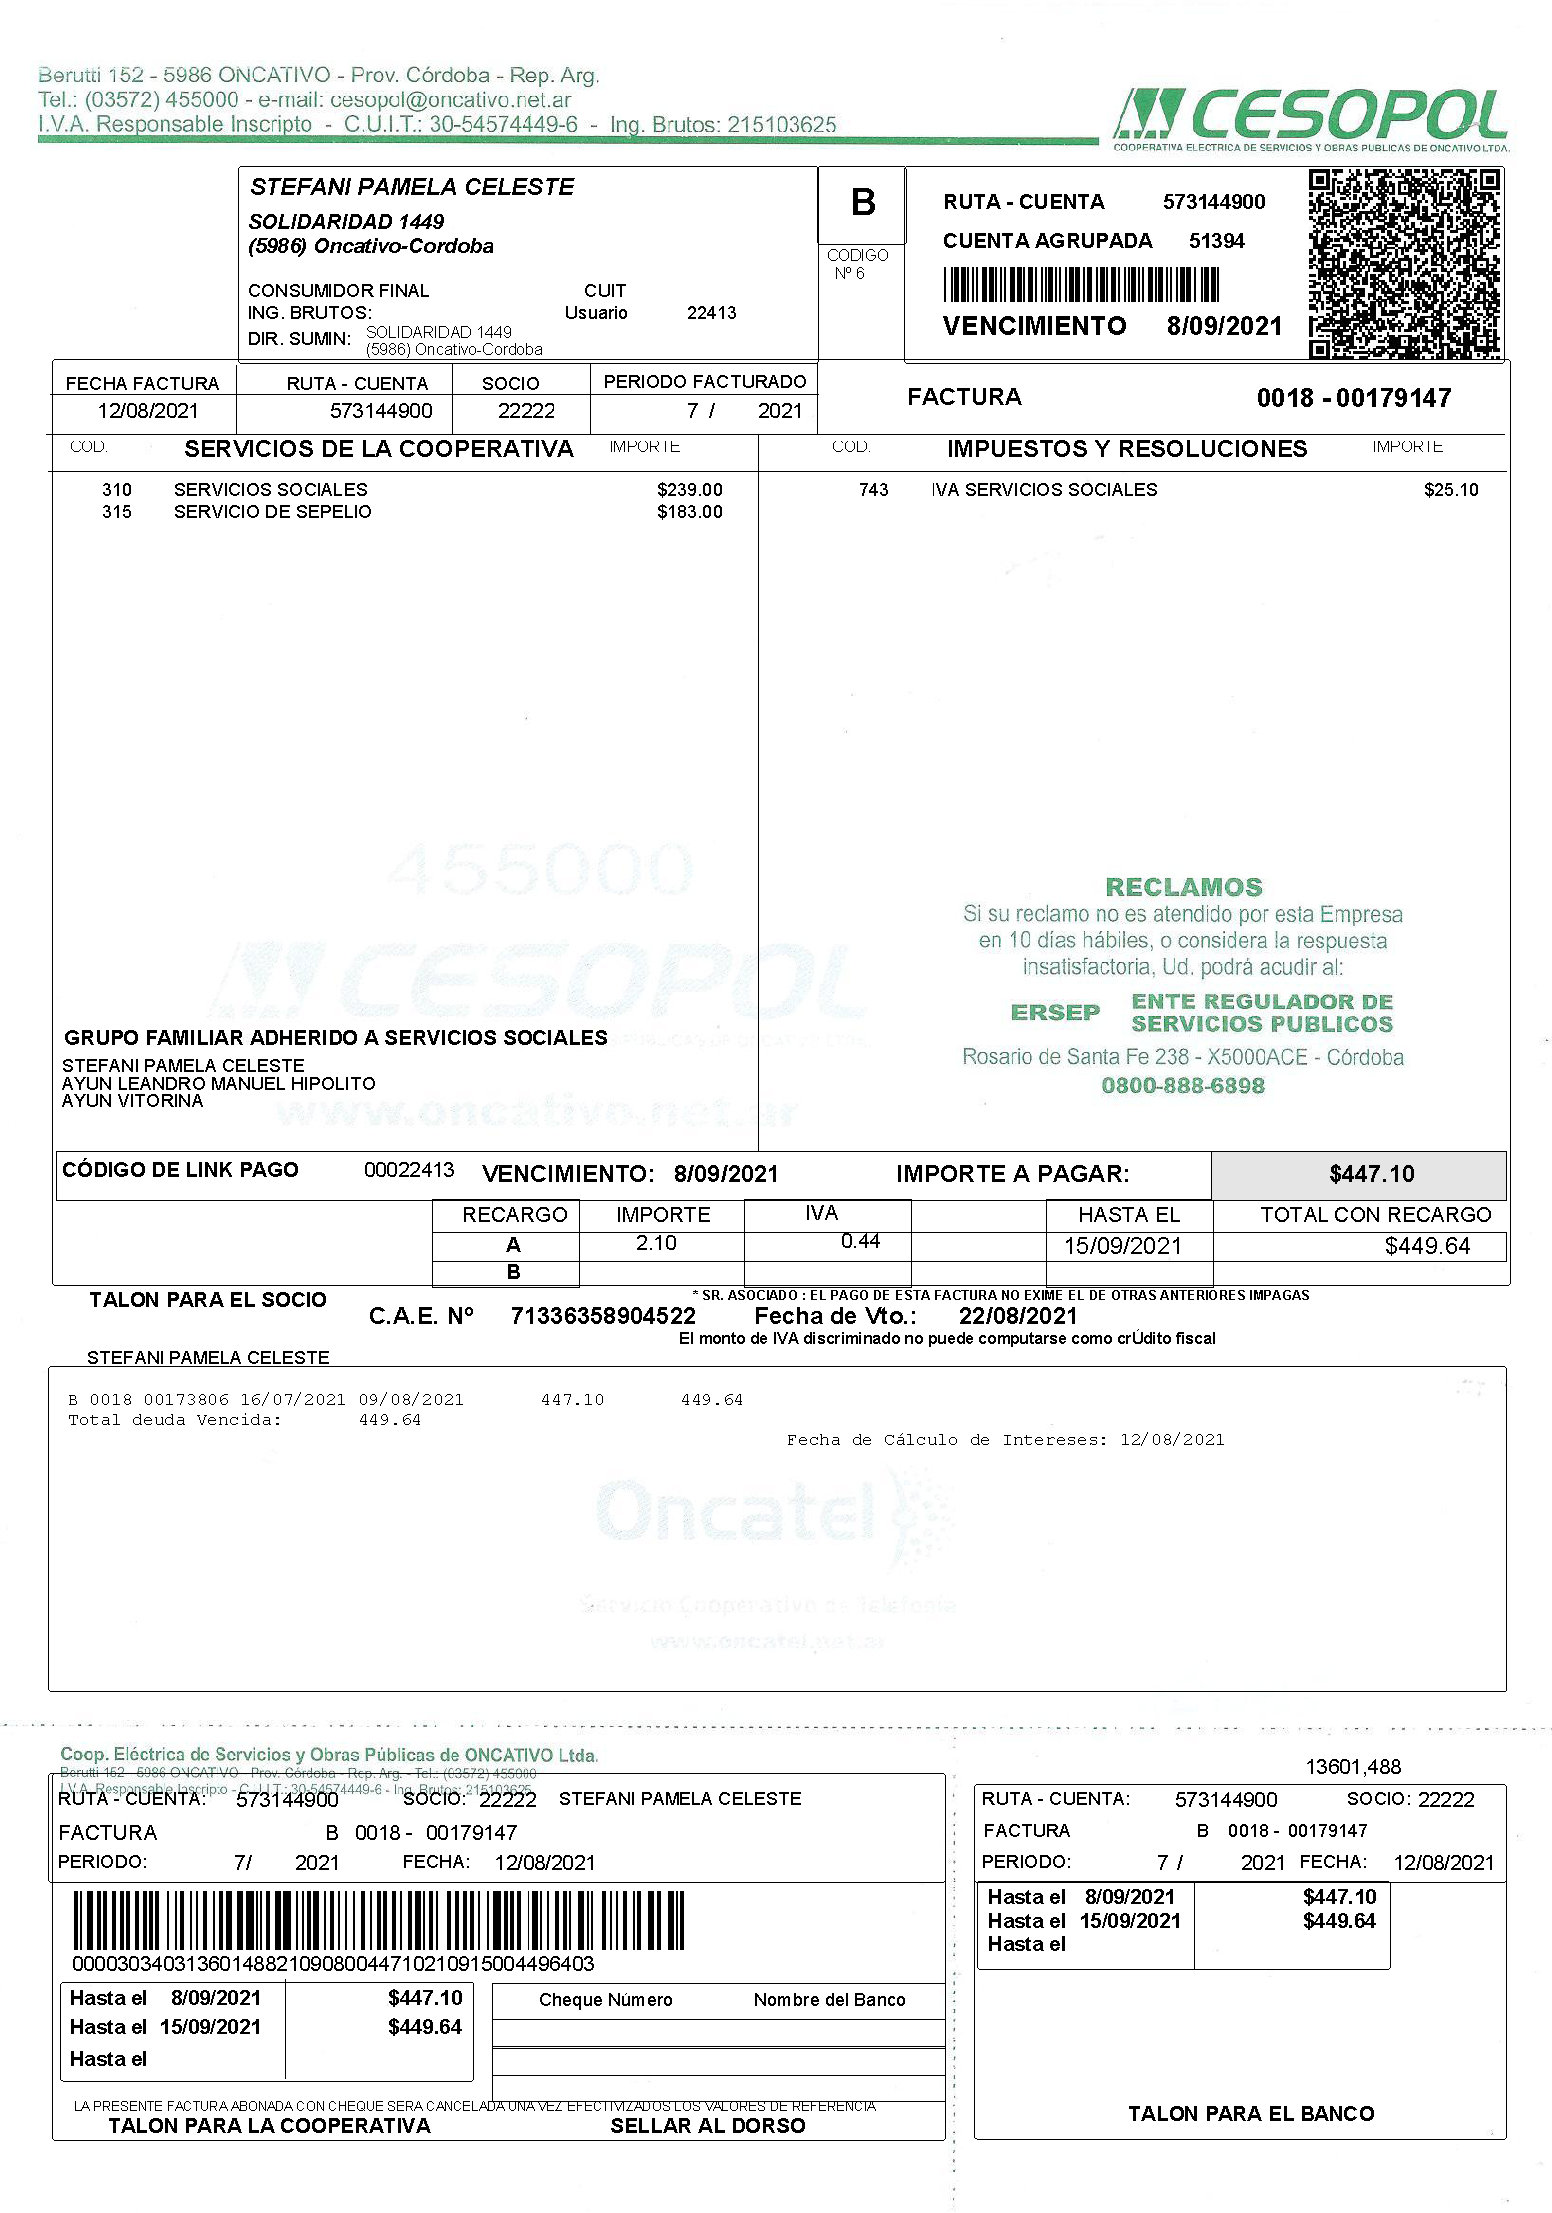 Berutti 152 - 5986 ONCATIVO - Prov. Córdoba - Rep. Arg.
Tel.: (03572) 455000 - e-mail: cesopol@oncativo.net.ar
I.V.A. Responsable Inscripto - C.U.I.T.: 30-54574449-6 - Ing. Brutos: 215103625
CESOPOL
COOPERATIVA ELECTRICA DE SERVICIOS Y OBRAS PUBLICAS DE ONCATIVO LTDA.
STEFANI PAMELA CELESTE
SOLIDARIDAD 1449
(5986) Oncativo-Cordoba
CONSUMIDOR FINAL CUIT
ING. BRUTOS: Usuario 22413
DIR. SUMIN: SOLIDARIDAD 1449
(5986) Oncativo-Cordoba
B
CODIGO
Nº 6
RUTA - CUENTA 573144900
CUENTA AGRUPADA 51394
VENCIMIENTO 8/09/2021
FECHA FACTURA RUTA - CUENTA SOCIO PERIODO FACTURADO
12/08/2021 573144900 22222 7 / 2021
FACTURA 0018 - 00179147
COD. SERVICIOS DE LA COOPERATIVA IMPORTE COD. IMPUESTOS Y RESOLUCIONES IMPORTE
310 SERVICIOS SOCIALES $239.00 743 IVA SERVICIOS SOCIALES $25.10
315 SERVICIO DE SEPELIO $183.00
455000
CESOPOL
RECLAMOS
Si su reclamo no es atendido por esta Empresa
en 10 días hábiles, o considera la respuesta
insatisfactoria, Ud. podrá acudir al:
ERSEP ENTE REGULADOR DE
SERVICIOS PUBLICOS
Rosario de Santa Fe 238 - X5000ACE - Córdoba
0800-888-6898
GRUPO FAMILIAR ADHERIDO A SERVICIOS SOCIALES
STEFANI PAMELA CELESTE
AYUN LEANDRO MANUEL HIPOLITO
AYUN VITORINA
www.oncativo.net.ar
CÓDIGO DE LINK PAGO 00022413 VENCIMIENTO: 8/09/2021 IMPORTE A PAGAR: $447.10
RECARGO IMPORTE IVA HASTA EL TOTAL CON RECARGO
A 2.10 0.44 15/09/2021 $449.64
B
TALON PARA EL SOCIO
* SR. ASOCIADO : EL PAGO DE ESTA FACTURA NO EXIME EL DE OTRAS ANTERIORES IMPAGAS
C.A.E. Nº 71336358904522 Fecha de Vto.: 22/08/2021
El monto de IVA discriminado no puede computarse como crÚdito fiscal
STEFANI PAMELA CELESTE
B 0018 00173806 16/07/2021 09/08/2021 447.10 449.64
Total deuda Vencida: 449.64
Fecha de Cálculo de Intereses: 12/08/2021
Oncatel
Servicio Cooperativo de Telefonía
www.oncatel.net.ar
Coop. Eléctrica de Servicios y Obras Públicas de ONCATIVO Ltda.
Berutti 152 - 5986 ONCATIVO - Prov. Córdoba - Rep. Arg. - Tel.: (03572) 455000
I.V.A. Responsable Inscripto - C.U.I.T.: 30-54574449-6 - Ing. Brutos: 215103625
RUTA - CUENTA: 573144900 SOCIO: 22222 STEFANI PAMELA CELESTE
FACTURA B 0018 - 00179147
PERIODO: 7/ 2021 FECHA: 12/08/2021
00003034031360148821090800447102109150044964​03
Hasta el 8/09/2021 $447.10
Hasta el 15/09/2021 $449.64
Hasta el
Cheque Número Nombre del Banco
LA PRESENTE FACTURA ABONADA CON CHEQUE SERA CANCELADA UNA VEZ EFECTIVIZADOS LOS VALORES DE REFERENCIA
TALON PARA LA COOPERATIVA SELLAR AL DORSO
13601,488
RUTA - CUENTA: 573144900 SOCIO: 22222
FACTURA B 0018 - 00179147
PERIODO: 7 / 2021 FECHA: 12/08/2021
Hasta el 8/09/2021 $447.10
Hasta el 15/09/2021 $449.64
Hasta el
TALON PARA EL BANCO